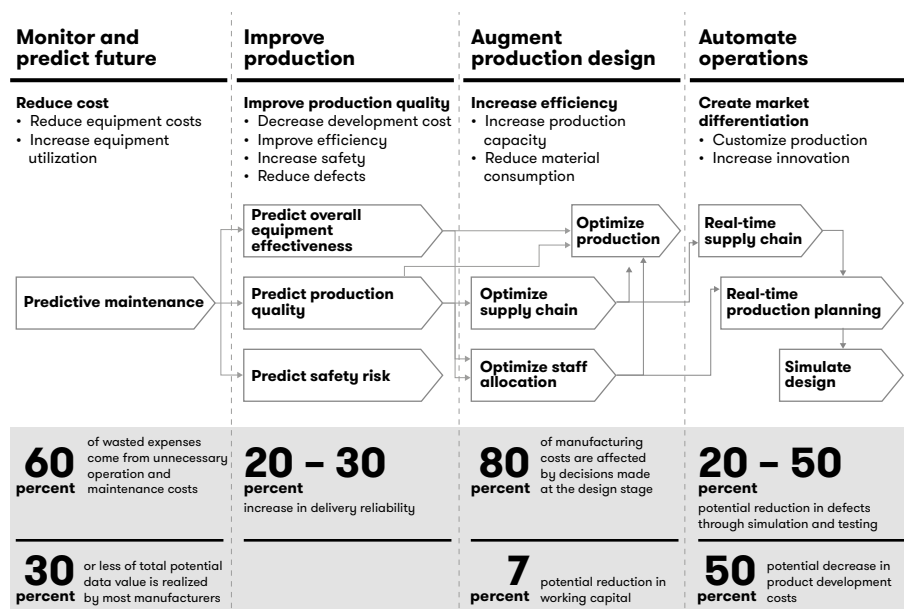 Monitor and
predict future
Improve
production
Augment
production design
Automate
operations
Reduce cost
• Reduce equipment costs
• Increase equipment
utilization
Improve production quality
• Decrease development cost
• Improve efficiency
• Increase safety
• Reduce defects
Increase efficiency
• Increase production
capacity
• Reduce material
consumption
Create market
differentiation
• Customize production
• Increase innovation
Predictive maintenance
Predict overall
equipment
effectiveness
Predict production
quality
Predict safety risk
Optimize
production
Optimize
supply chain
Optimize staff
allocation
Real-time
supply chain
Real-time
production planning
Simulate
design
60
percent
of wasted expenses
come from unnecessary
operation and
maintenance costs
20 – 30
percent
increase in delivery reliability
80
percent
of manufacturing
costs are affected
by decisions made
at the design stage
20 – 50
percent
potential reduction in defects
through simulation and testing
30
percent
or less of total potential
data value is realized
by most manufacturers
7
percent
potential reduction in
working capital
50
percent
potential decrease in
product development
costs